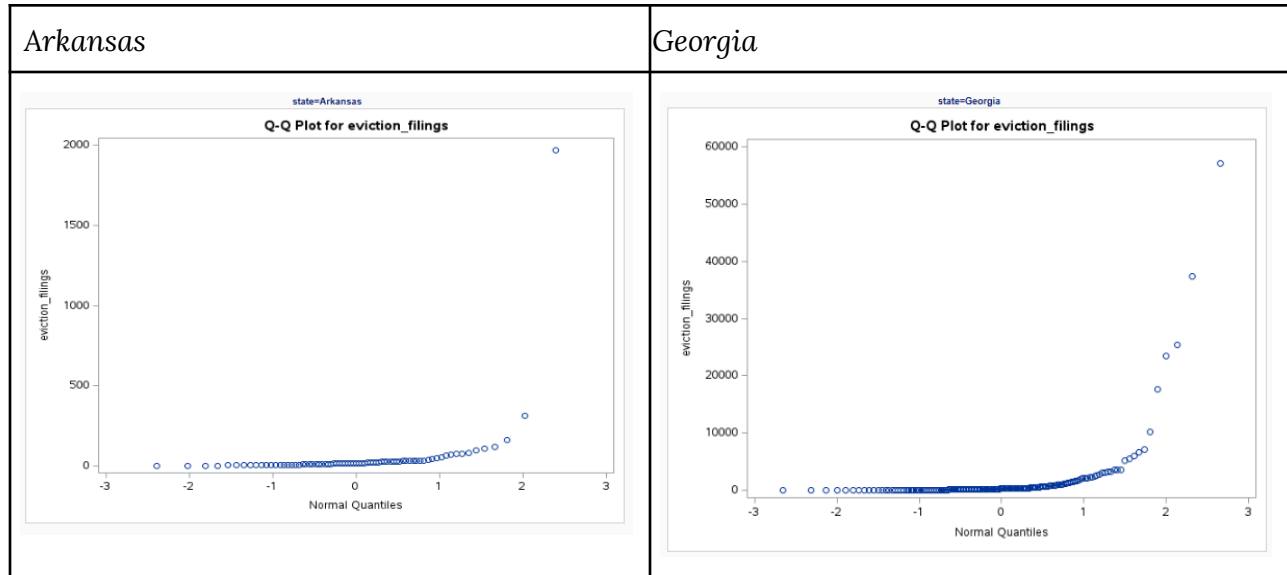 Arkansas
Georgia
state=Arkansas
Q-Q Plot for eviction_filings
2000
1500
1000
500
0
eviction_filings
-3 -2 -1 0 1 2 3
Normal Quantiles
state=Georgia
Q-Q Plot for eviction_filings
60000
50000
40000
30000
20000
10000
0
eviction_filings
-3 -2 -1 0 1 2 3
Normal Quantiles